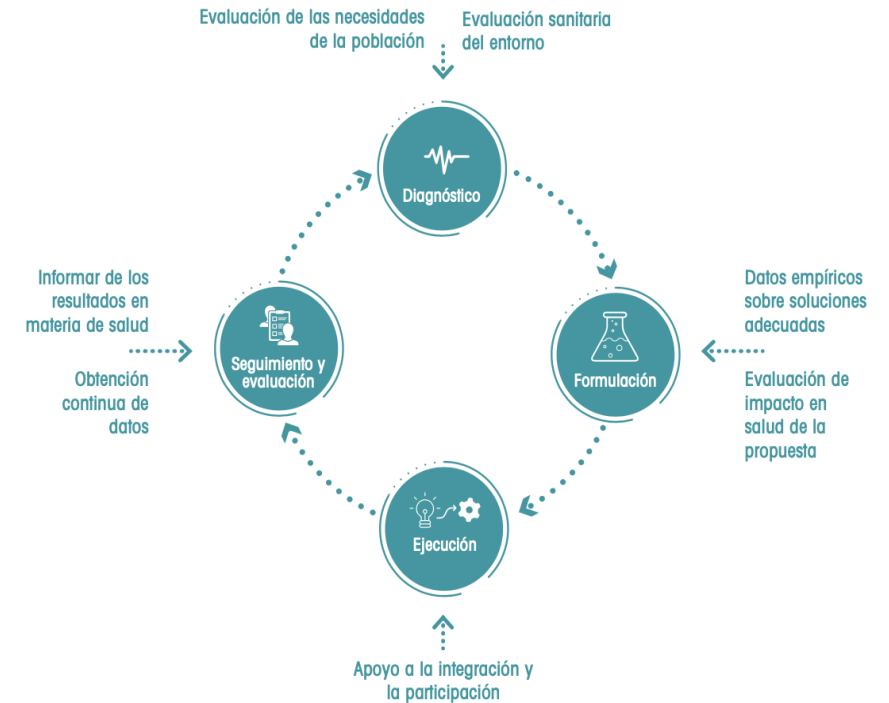 Evaluación de las necesidades
de la población
Evaluación sanitaria
del entorno
Diagnóstico
Informar de los
resultados en
materia de salud
Obtención
continua de
datos
Seguimiento y
evaluación
Datos empíricos
sobre soluciones
adecuadas
Evaluación de
impacto en
salud de la
propuesta
Formulación
Ejecución
Apoyo a la integración y
la participación